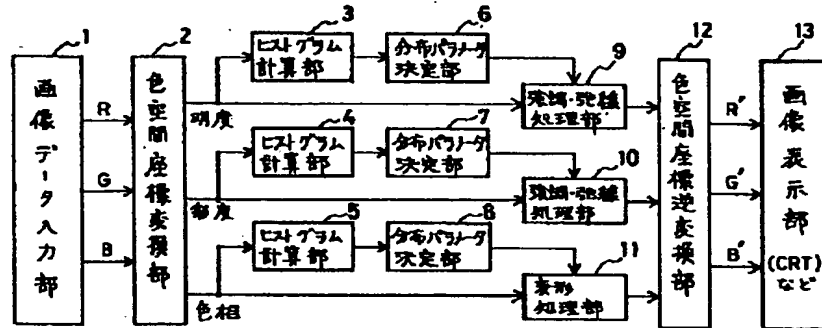 1
画像データ入力部
R
G
B
2
色空間座標変換部
3
ヒストグラム
計算部
6
分布パラメータ
決定部
明度
9
強調・強線
処理部
4
ヒストグラム
計算部
7
分布パラメータ
決定部
彩度
10
処理部
5
ヒストグラム
計算部
8
分布パラメータ
決定部
色相
11
変形
処理部
12
色空間座標逆変換部
R′
G′
B′
13
画像表示部
(CRT)
など